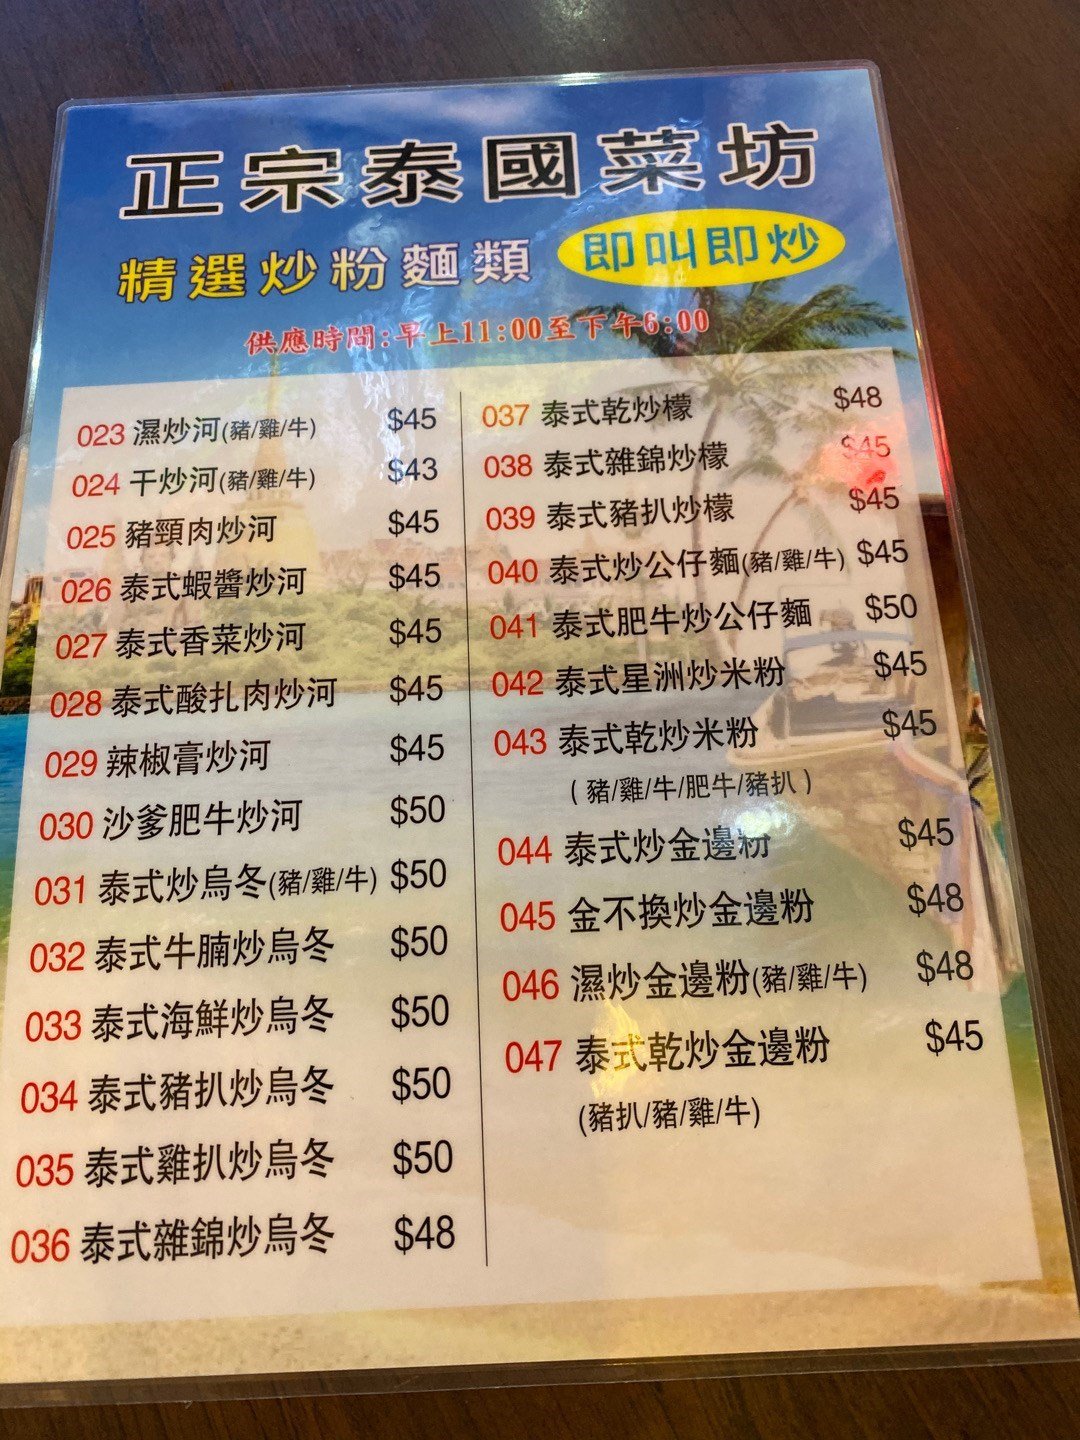 正宗泰國菜坊
精選炒粉麵類 即叫即炒
供應時間:早上11:00至下午6:00
023 濕炒河(豬/雞/牛) $45
024 干炒河(豬/雞/牛) $43
025 豬頸肉炒河 $45
026 泰式蝦醬炒河 $45
027 泰式香菜炒河 $45
028 泰式酸扎肉炒河 $45
029 辣椒膏炒河 $45
030 沙爹肥牛炒河 $50
031 泰式炒烏冬(豬/雞/牛) $50
032 泰式牛腩炒烏冬 $50
033 泰式海鮮炒烏冬 $50
034 泰式豬扒炒烏冬 $50
035 泰式雞扒炒烏冬 $50
036 泰式雜錦炒烏冬 $48
037 泰式乾炒檬 $48
038 泰式雜錦炒檬 $45
039 泰式豬扒炒檬 $45
040 泰式炒公仔麵(豬/雞/牛) $45
041 泰式肥牛炒公仔麵 $50
042 泰式星洲炒米粉 $45
043 泰式乾炒米粉 $45
(豬/雞/牛/肥牛/豬扒)
044 泰式炒金邊粉 $45
045 金不換炒金邊粉 $48
046 濕炒金邊粉(豬/雞/牛) $48
047 泰式乾炒金邊粉 $45
(豬扒/豬/雞/牛)